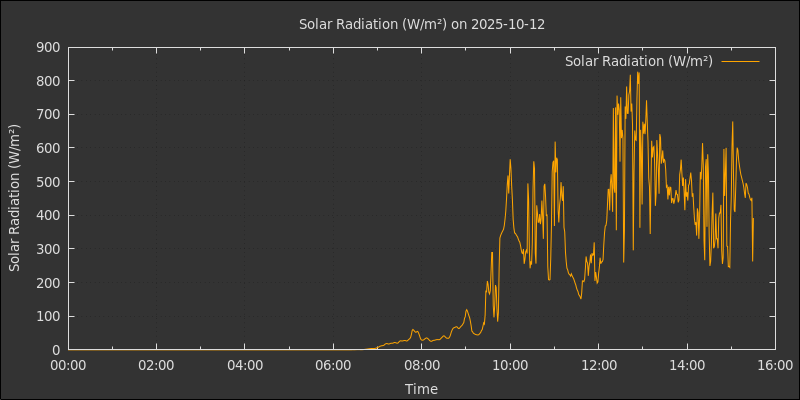 Solar Radiation (W/m²) on 2025-10-12
Solar Radiation (W/m²)
Solar Radiation (W/m²)
900
800
700
600
500
400
300
200
100
0
00:00 02:00 04:00 06:00 08:00 10:00 12:00 14:00 16:00
Time